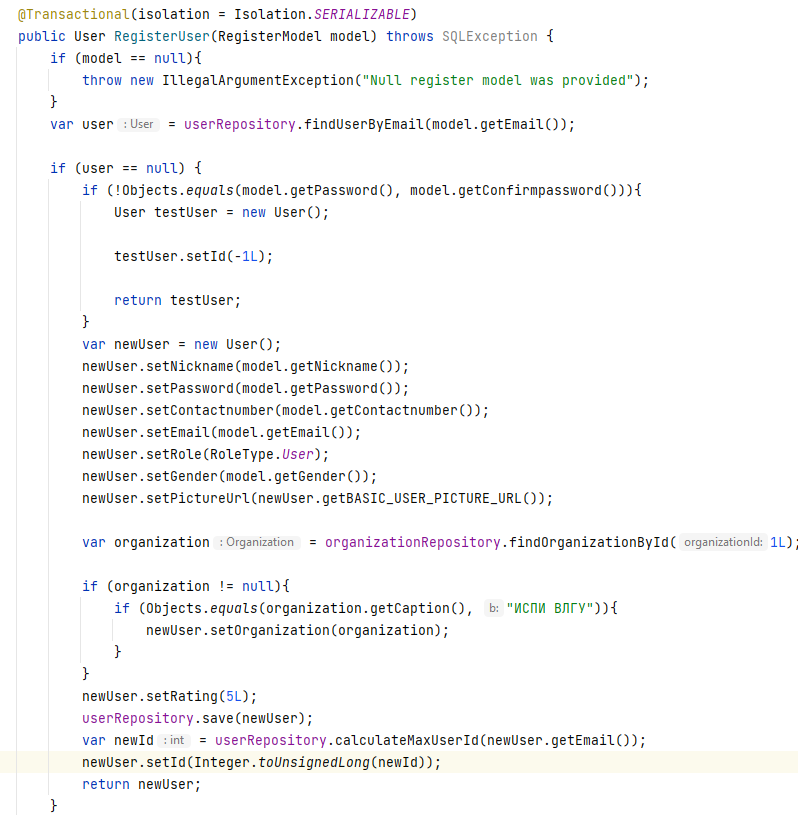 @Transactional(isolation = Isolation.SERIALIZABLE)
public User RegisterUser(RegisterModel model) throws SQLException {
    if (model == null){
        throw new IllegalArgumentException("Null register model was provided");
    }
    var user : User = userRepository.findUserByEmail(model.getEmail());

    if (user == null) {
        if (!Objects.equals(model.getPassword(), model.getConfirmpassword())){
            User testUser = new User();

            testUser.setId(-1L);

            return testUser;
        }
        var newUser = new User();
        newUser.setNickname(model.getNickname());
        newUser.setPassword(model.getPassword());
        newUser.setContactnumber(model.getContactnumber());
        newUser.setEmail(model.getEmail());
        newUser.setRole(RoleType.User);
        newUser.setGender(model.getGender());
        newUser.setPictureUrl(newUser.getBASIC_USER_PICTURE_URL());

        var organization : Organization = organizationRepository.findOrganizationById( organizationId: 1L);

        if (organization != null){
            if (Objects.equals(organization.getCaption(), b: "ИСПИ ВЛГУ")){
                newUser.setOrganization(organization);
            }
        }
        newUser.setRating(5L);
        userRepository.save(newUser);
        var newId : int = userRepository.calculateMaxUserId(newUser.getEmail());
        newUser.setId(Integer.toUnsignedLong(newId));
        return newUser;
    }